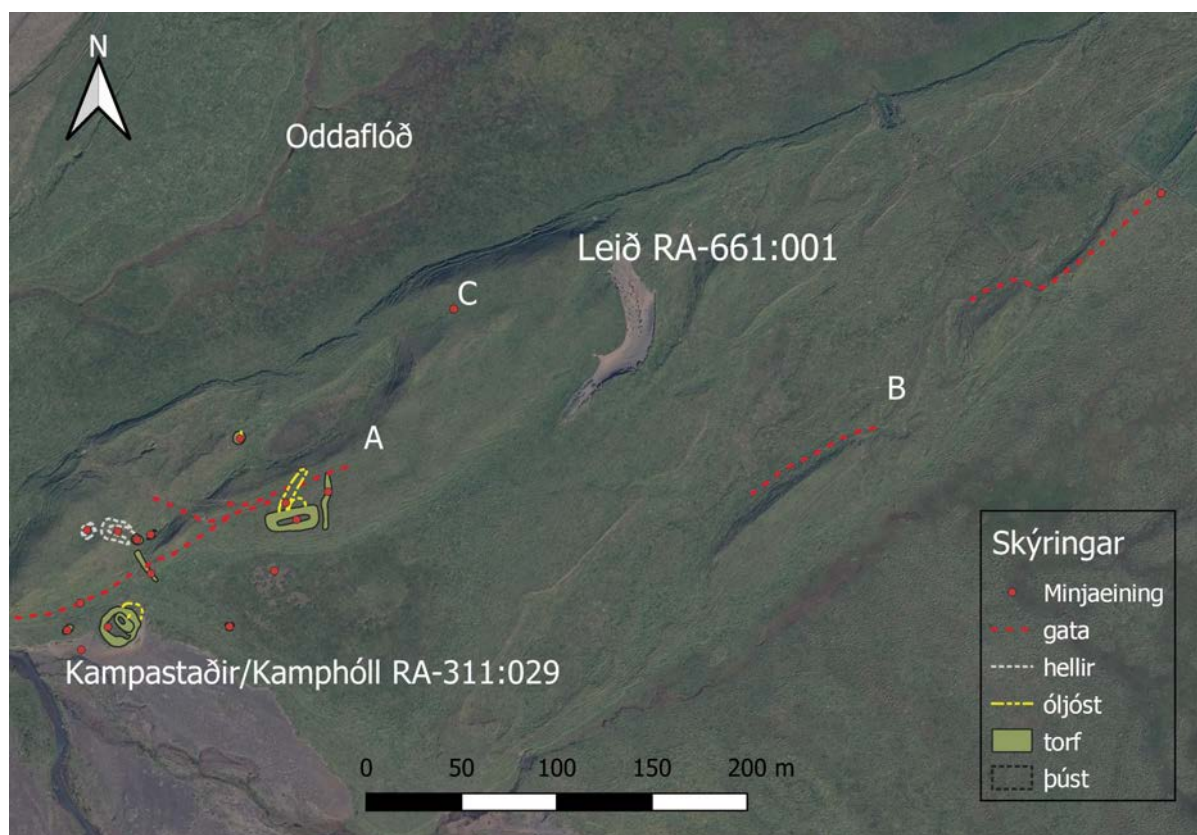 N
Oddaflóð
Leið RA-661:001
C
B
A
Kampastaðir/Kamphóll RA-311:029
0 50 100 150 200 m
Skýringar
Minjaeining
gata
hellir
óljóst
torf
þúst